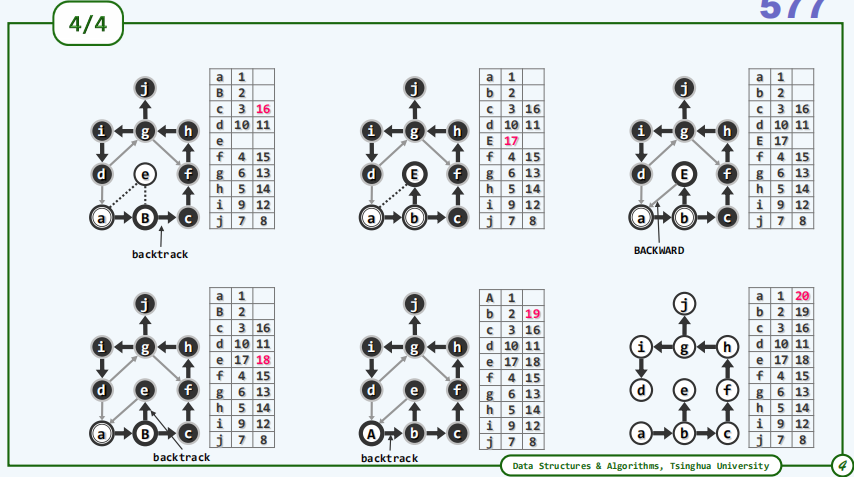 577
4/4
j
i g h
d e f
a B c
backtrack
a 1
B 2
c 3 16
d 10 11
e
f 4 15
g 6 13
h 5 14
i 9 12
j 7 8
j
i g h
d E f
a b c
a 1
b 2
c 3 16
d 10 11
E 17
f 4 15
g 6 13
h 5 14
i 9 12
j 7 8
j
i g h
d E f
a b c
BACKWARD
a 1
b 2
c 3 16
d 10 11
E 17
f 4 15
g 6 13
h 5 14
i 9 12
j 7 8
j
i g h
d e f
a B c
backtrack
a 1
B 2
c 3 16
d 10 11
e 17 18
f 4 15
g 6 13
h 5 14
i 9 12
j 7 8
j
i g h
d e f
A b c
backtrack
A 1
b 2 19
c 3 16
d 10 11
e 17 18
f 4 15
g 6 13
h 5 14
i 9 12
j 7 8
j
i g h
d e f
a b c
a 1 20
b 2 19
c 3 16
d 10 11
e 17 18
f 4 15
g 6 13
h 5 14
i 9 12
j 7 8
Data Structures & Algorithms, Tsinghua University
4